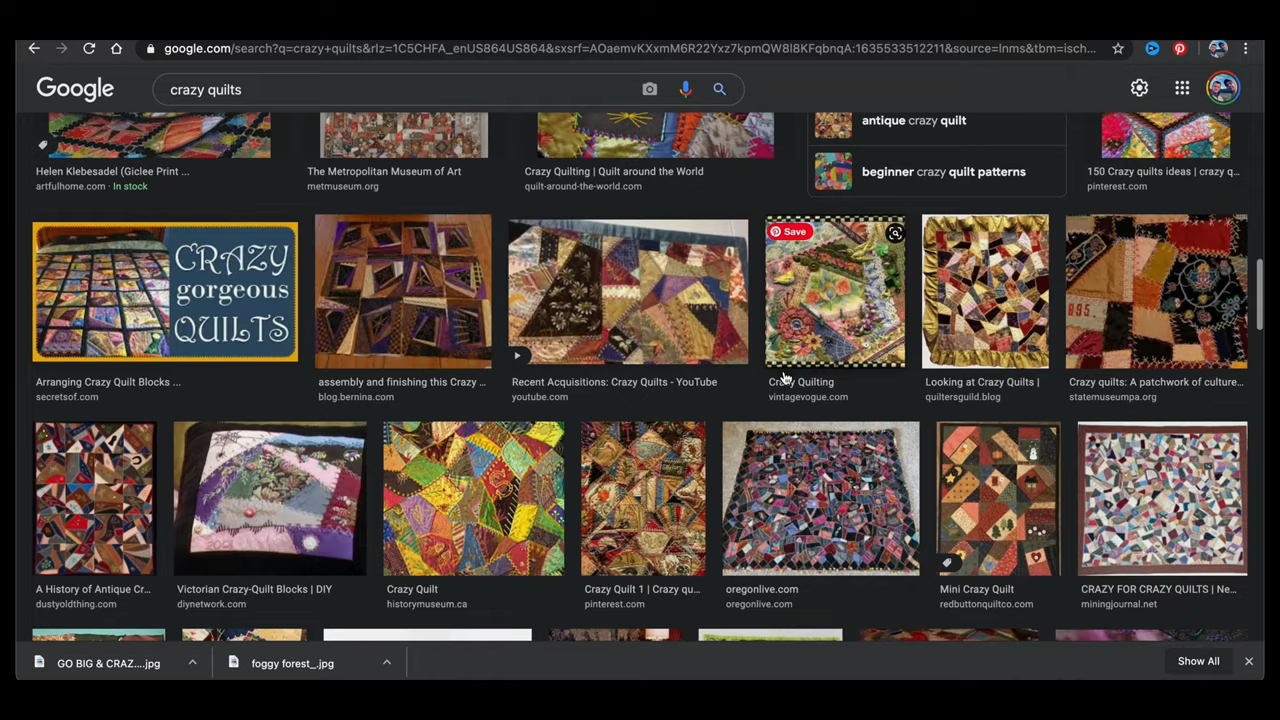 google.com/search?q=crazy+quilts&rlz=1C5CHFA_enUS864US864&sxsrf=AOaemvKXxmM6R22Yxz7kpmQW8l8KFqbnqA:1635533512211&source=lnms&tbm=isch...
Google
crazy quilts
antique crazy quilt
Helen Klebesadel (Giclee Print ...
The Metropolitan Museum of Art
Crazy Quilting | Quilt around the World
beginner crazy quilt patterns
150 Crazy quilts ideas | crazy q...
artfulhome.com · In stock
metmuseum.org
quilt-around-the-world.com
pinterest.com
Save
CRAZY
gorgeous
QUILTS
895.
Arranging Crazy Quilt Blocks ...
assembly and finishing this Crazy ...
Recent Acquisitions: Crazy Quilts - YouTube
Crazy Quilting
Looking at Crazy Quilts |
Crazy quilts: A patchwork of culture...
secretsof.com
blog.bernina.com
youtube.com
vintagevogue.com
quiltersguild.blog
statemuseumpa.org
A History of Antique Cr...
Victorian Crazy-Quilt Blocks | DIY
Crazy Quilt
Crazy Quilt 1 | Crazy qu...
oregonlive.com
Mini Crazy Quilt
CRAZY FOR CRAZY QUILTS | Ne...
dustyoldthing.com
diynetwork.com
historymuseum.ca
pinterest.com
oregonlive.com
redbuttonquiltco.com
miningjournal.net
GO BIG & CRAZ....jpg
foggy forest_.jpg
Show All